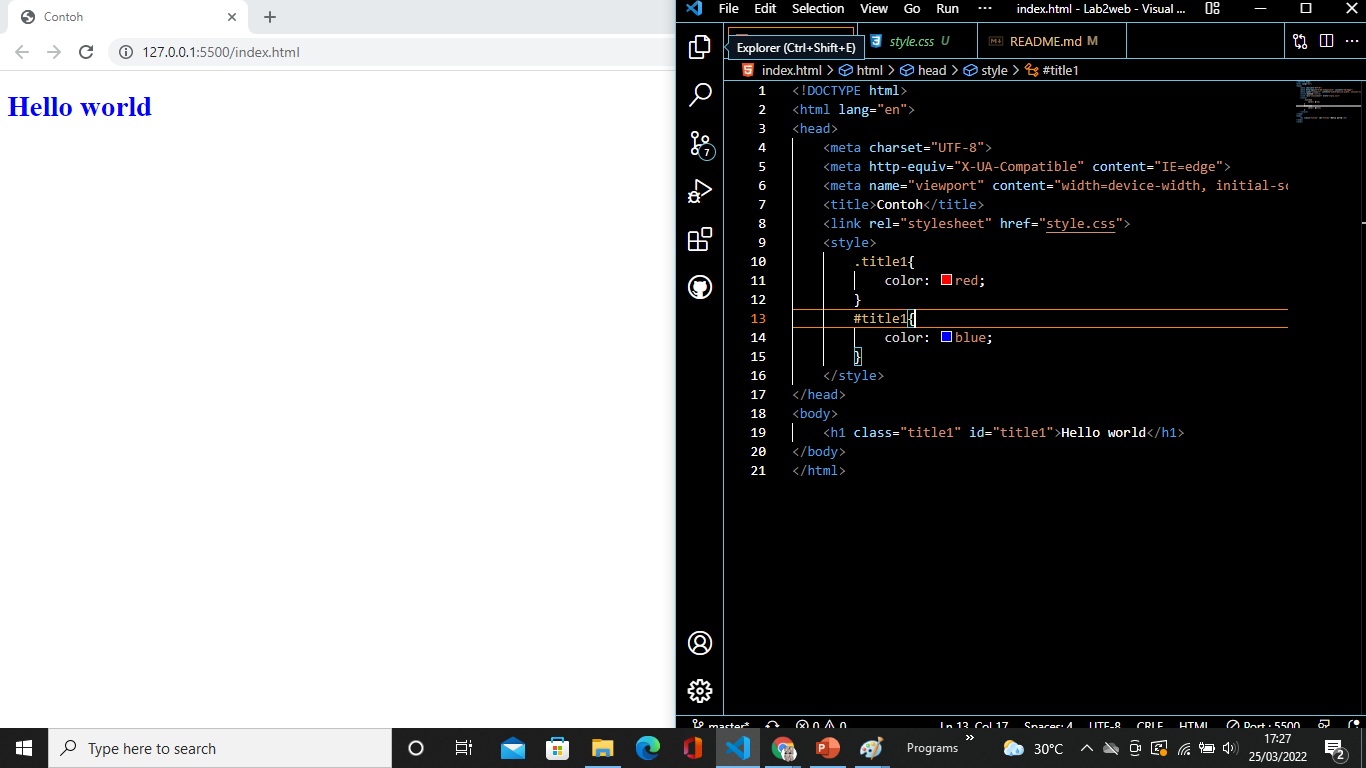 Contoh
127.0.0.1:5500/index.html
Hello world
File Edit Selection View Go Run ··· index.html - Lab2web - Visual ...
Explorer (Ctrl+Shift+E)
style.css U
README.md M
index.html > html > head > style > #title1
1 <!DOCTYPE html>
2 <html lang="en">
3 <head>
4 <meta charset="UTF-8">
5 <meta http-equiv="X-UA-Compatible" content="IE=edge">
6 <meta name="viewport" content="width=device-width, initial-sc
7 <title>Contoh</title>
8 <link rel="stylesheet" href="style.css">
9 <style>
10 .title1{
11 color: red;
12 }
13 #title1{
14 color: blue;
15 }
16 </style>
17 </head>
18 <body>
19 <h1 class="title1" id="title1">Hello world</h1>
20 </body>
21 </html>
7
master* 0 0 Ln 13, Col 17 Spaces: 4 UTF-8 CRLF HTML Port : 5500
Type here to search
Programs » 30°C
17:27
25/03/2022
2